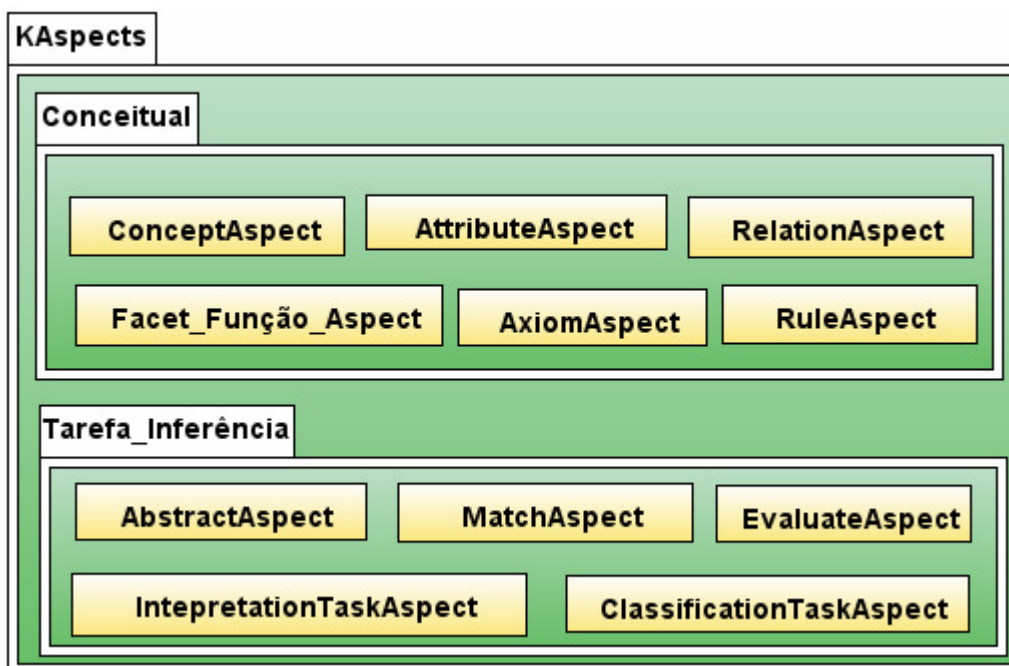 KAspects
Conceitual
ConceptAspect
AttributeAspect
RelationAspect
Facet_Função_Aspect
AxiomAspect
RuleAspect
Tarefa_Inferência
AbstractAspect
MatchAspect
EvaluateAspect
IntepretationTaskAspect
ClassificationTaskAspect